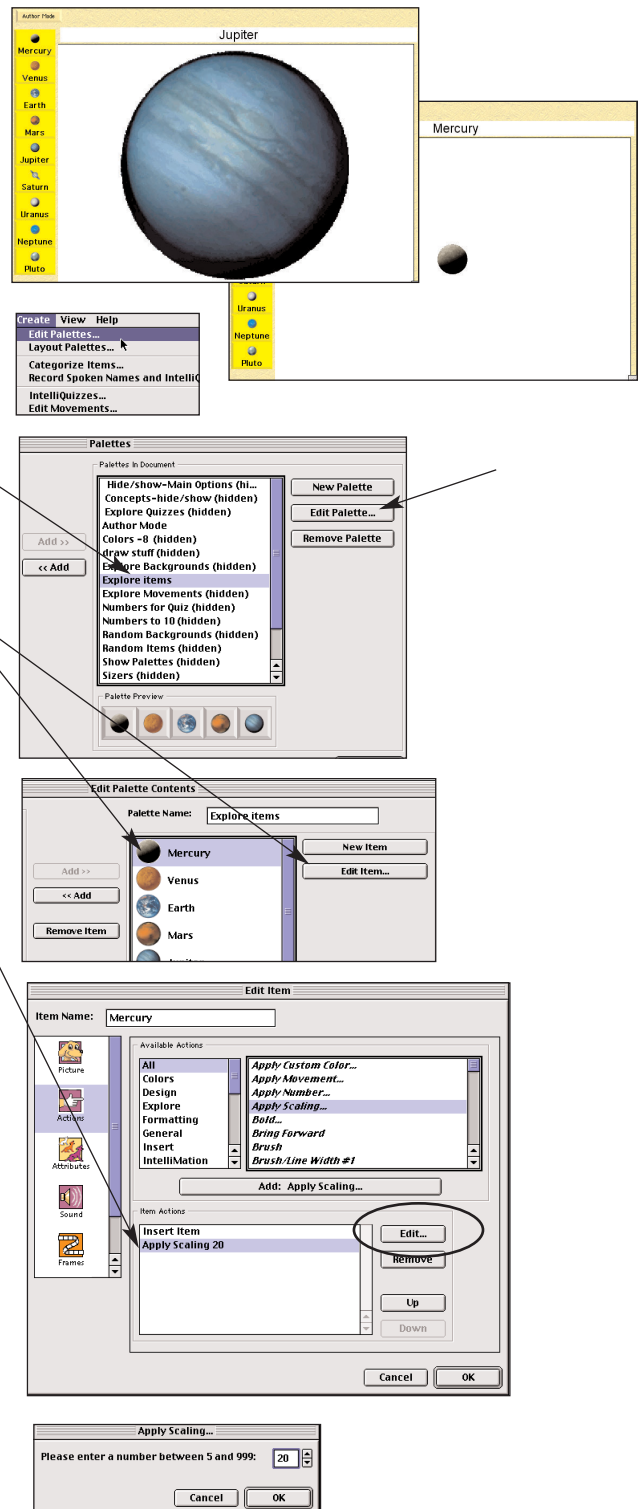 Author Mode
Jupiter
Mercury
Venus
Earth
Mars
Jupiter
Saturn
Uranus
Neptune
Pluto
Mercury
Uranus
Neptune
Pluto
Create View Help
Edit Palettes...
Layout Palettes...
Categorize Items...
Record Spoken Names and
IntelliQuizzes...
Edit Movements...
Palettes
Palettes In Document
Hide/show-Main Options (hi...
Concepts-hide/show (hidden)
Explore Quizzes (hidden)
Author Mode
Colors -8 (hidden)
draw stuff (hidden)
Explore Backgrounds (hidden)
Explore items
Explore Movements (hidden)
Numbers for Quiz (hidden)
Numbers to 10 (hidden)
Random Backgrounds (hidden)
Random Items (hidden)
Show Palettes (hidden)
Sizers (hidden)
Add >>
<< Add
New Palette
Edit Palette...
Remove Palette
Palette Preview
Edit Palette Contents
Palette Name: Explore items
Add >>
<< Add
Remove Item
Mercury
Venus
Earth
Mars
New Item
Edit Item...
Edit Item
Item Name: Mercury
Picture
Actions
Attributes
Sound
Frames
Available Actions
All
Colors
Design
Explore
Formatting
General
Insert
IntelliMation
Apply Custom Color...
Apply Movement...
Apply Number...
Apply Scaling...
Bold...
Bring Forward
Brush
Brush/Line Width #1
Add: Apply Scaling...
Item Actions
Insert Item
Apply Scaling 20
Edit...
Remove
Up
Down
Cancel OK
Apply Scaling...
Please enter a number between 5 and 999: 20
Cancel OK